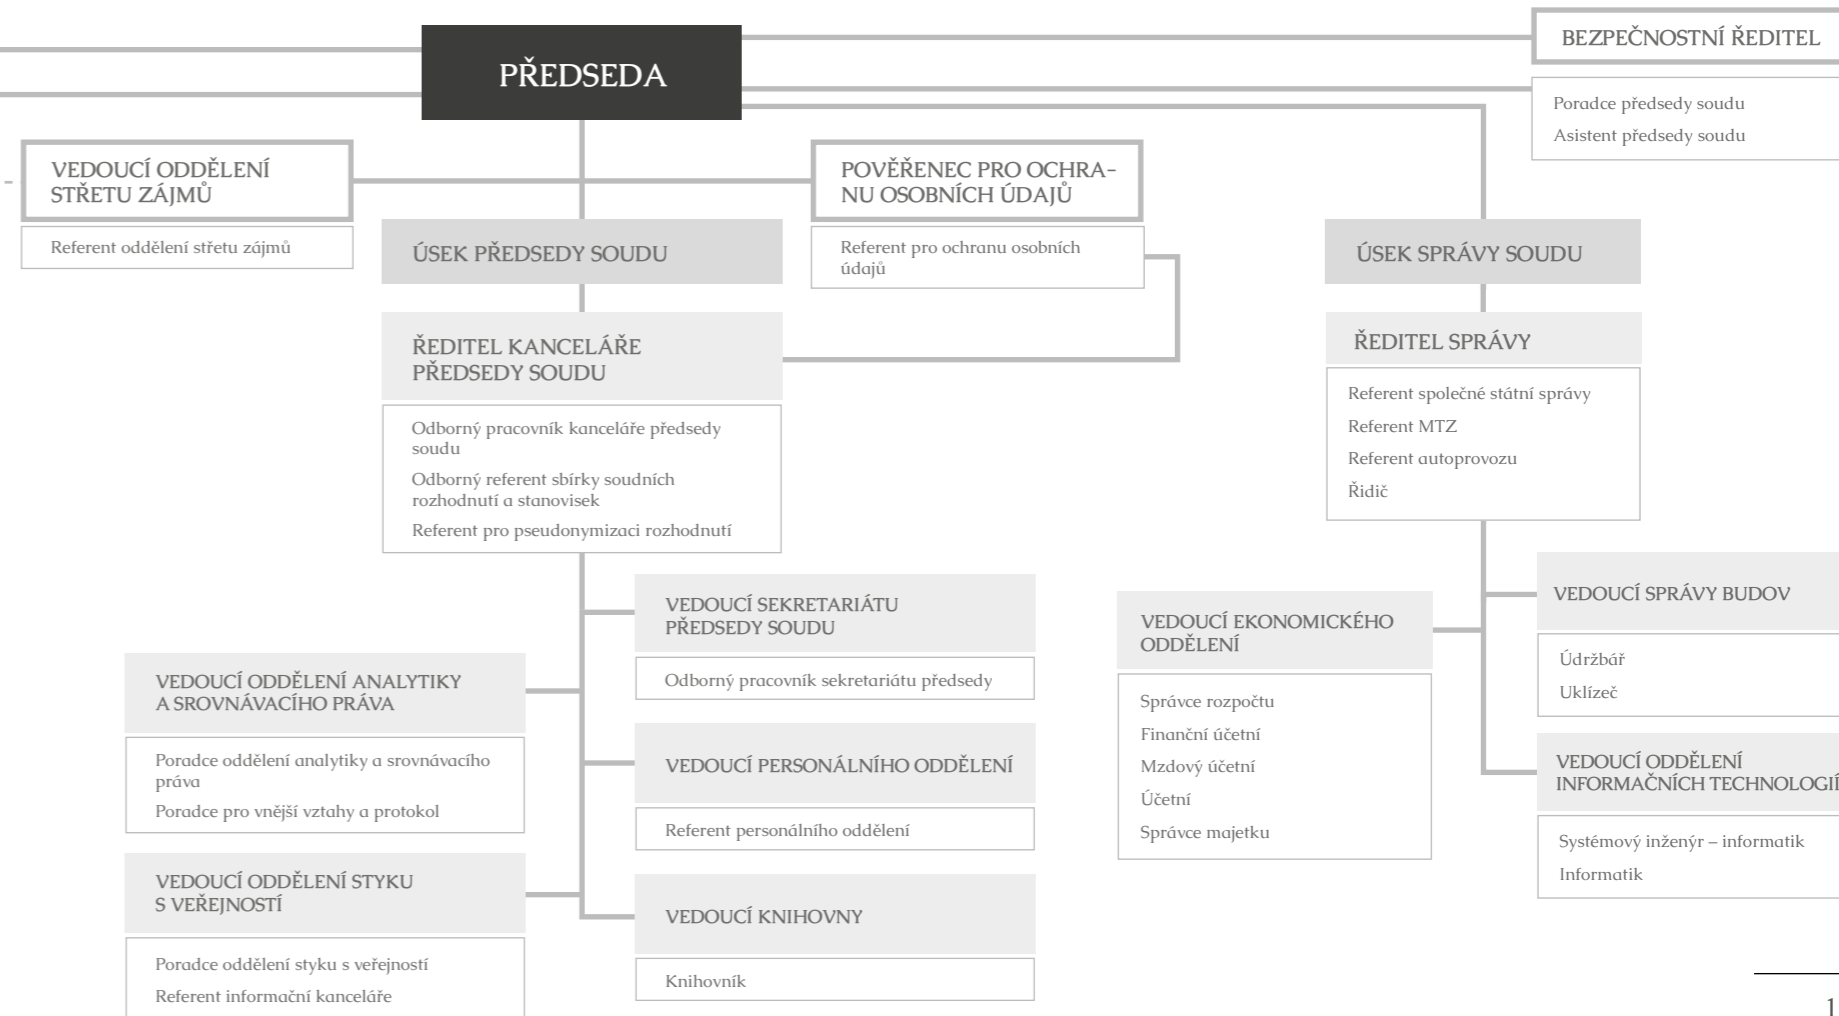 PŘEDSEDA
BEZPEČNOSTNÍ ŘEDITEL
Poradce předsedy soudu
Asistent předsedy soudu
VEDOUCÍ ODDĚLENÍ
STŘETU ZÁJMŮ
Referent oddělení střetu zájmů
POVĚŘENEC PRO OCHRA-
NU OSOBNÍCH ÚDAJŮ
Referent pro ochranu osobních
údajů
ÚSEK PŘEDSEDY SOUDU
ŘEDITEL KANCELÁŘE
PŘEDSEDY SOUDU
Odborný pracovník kanceláře předsedy
soudu
Odborný referent sbírky soudních
rozhodnutí a stanovisek
Referent pro pseudonymizaci rozhodnutí
VEDOUCÍ SEKRETARIÁTU
PŘEDSEDY SOUDU
Odborný pracovník sekretariátu předsedy
VEDOUCÍ ODDĚLENÍ ANALYTIKY
A SROVNÁVACÍHO PRÁVA
Poradce oddělení analytiky a srovnávacího
práva
Poradce pro vnější vztahy a protokol
VEDOUCÍ PERSONÁLNÍHO ODDĚLENÍ
Referent personálního oddělení
VEDOUCÍ ODDĚLENÍ STYKU
S VEŘEJNOSTÍ
Poradce oddělení styku s veřejností
Referent informační kanceláře
VEDOUCÍ KNIHOVNY
Knihovník
ÚSEK SPRÁVY SOUDU
ŘEDITEL SPRÁVY
Referent společné státní správy
Referent MTZ
Referent autoprovozu
Řidič
VEDOUCÍ EKONOMICKÉHO
ODDĚLENÍ
Správce rozpočtu
Finanční účetní
Mzdový účetní
Účetní
Správce majetku
VEDOUCÍ SPRÁVY BUDOV
Údržbář
Uklízeč
VEDOUCÍ ODDĚLENÍ
INFORMAČNÍCH TECHNOLOGIÍ
Systémový inženýr – informatik
Informatik
1